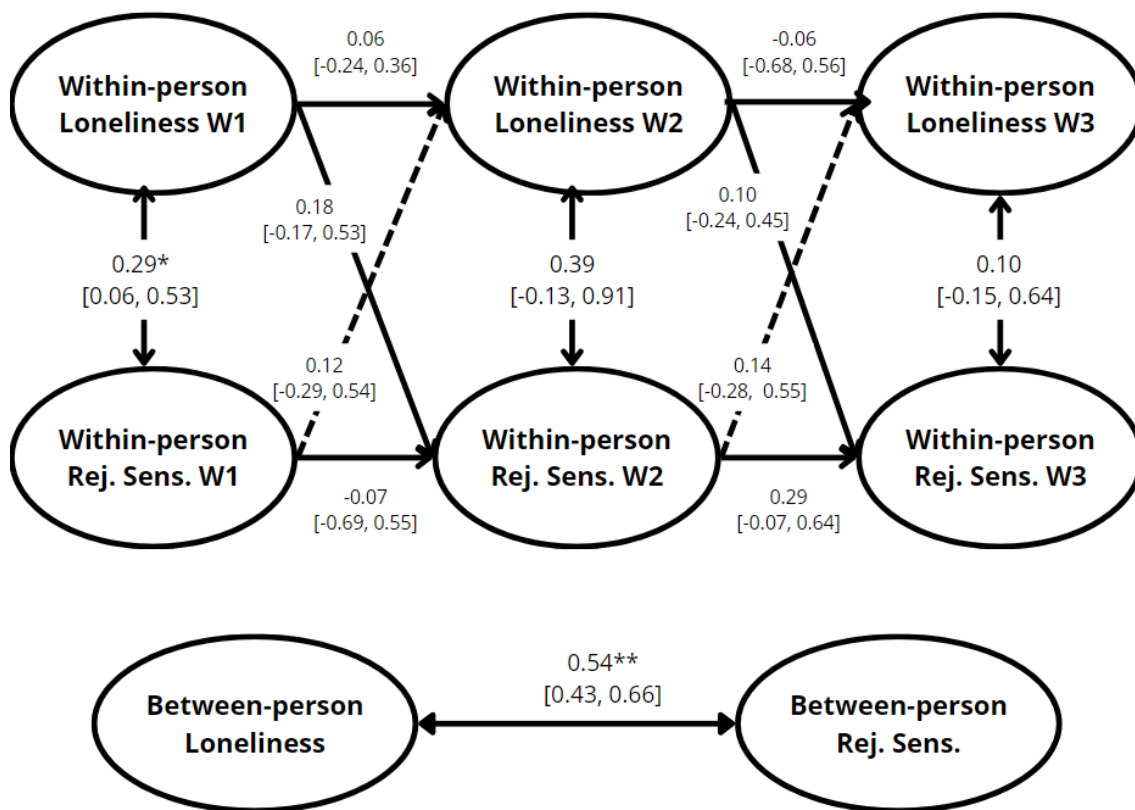 0.06
[-0.24, 0.36]
-0.06
[-0.68, 0.56]
Within-person
Loneliness W1
Within-person
Loneliness W2
Within-person
Loneliness W3
0.18
[-0.17, 0.53]
0.10
[-0.24, 0.45]
0.29*
[0.06, 0.53]
0.39
[-0.13, 0.91]
0.10
[-0.15, 0.64]
0.12
[-0.29, 0.54]
0.14
[-0.28, 0.55]
Within-person
Rej. Sens. W1
Within-person
Rej. Sens. W2
Within-person
Rej. Sens. W3
-0.07
[-0.69, 0.55]
0.29
[-0.07, 0.64]
0.54**
[0.43, 0.66]
Between-person
Loneliness
Between-person
Rej. Sens.